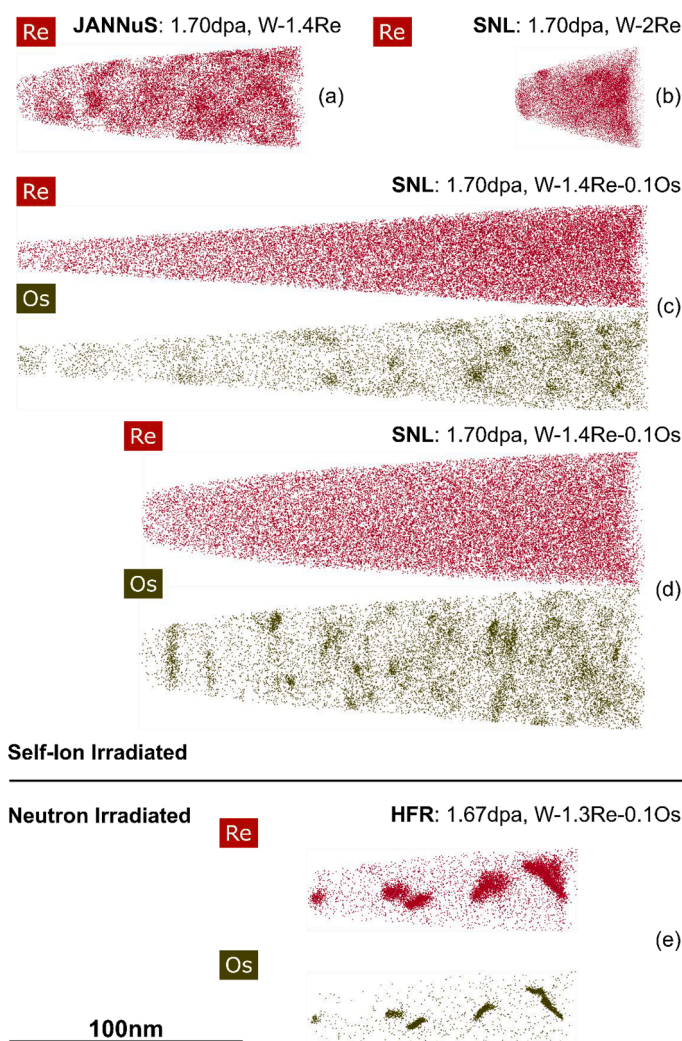 Re JANNuS: 1.70dpa, W-1.4Re
(a)
Re SNL: 1.70dpa, W-2Re
(b)
SNL: 1.70dpa, W-1.4Re-0.1Os
Re
Os
(c)
SNL: 1.70dpa, W-1.4Re-0.1Os
Re
Os
(d)
Self-Ion Irradiated
Neutron Irradiated
HFR: 1.67dpa, W-1.3Re-0.1Os
Re
(e)
Os
100nm